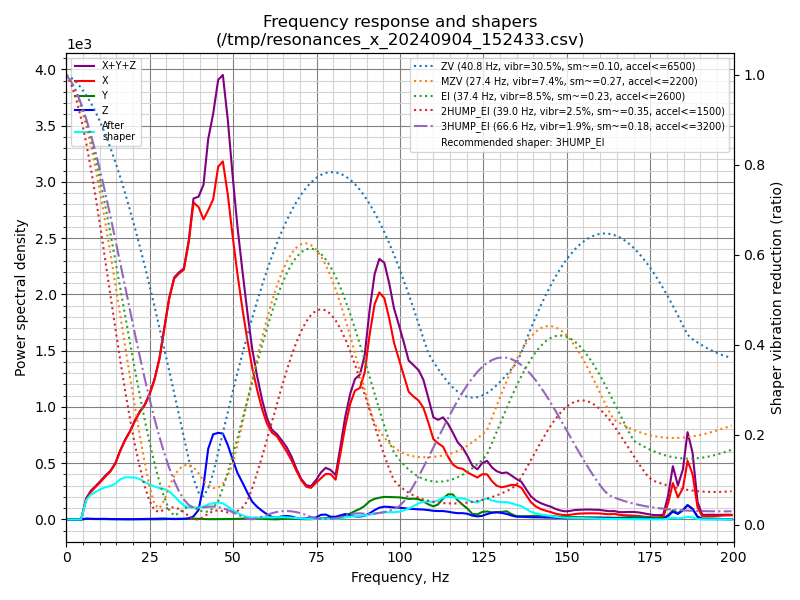 Frequency response and shapers
(/tmp/resonances_x_20240904_152433.csv)
1e3
X+Y+Z
X
Y
Z
After
shaper
ZV (40.8 Hz, vibr=30.5%, sm~=0.10, accel<=6500)
MZV (27.4 Hz, vibr=7.4%, sm~=0.27, accel<=2200)
EI (37.4 Hz, vibr=8.5%, sm~=0.23, accel<=2600)
2HUMP_EI (39.0 Hz, vibr=2.5%, sm~=0.35, accel<=1500)
3HUMP_EI (66.6 Hz, vibr=1.9%, sm~=0.18, accel<=3200)
Recommended shaper: 3HUMP_EI
4.0
3.5
3.0
2.5
2.0
1.5
1.0
0.5
0.0
Power spectral density
1.0
0.8
0.6
0.4
0.2
0.0
Shaper vibration reduction (ratio)
0 25 50 75 100 125 150 175 200
Frequency, Hz